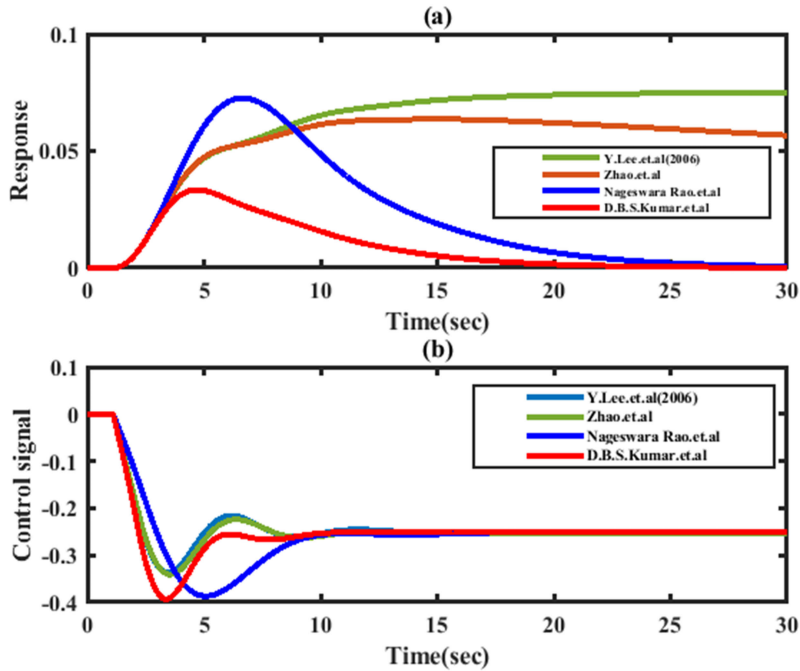 (a)
0.1
0.05
0
Response
Y.Lee.et.al(2006)
Zhao.et.al
Nageswara Rao.et.al
D.B.S.Kumar.et.al
0 5 10 15 20 25 30
Time(sec)
(b)
0.1
0
-0.1
-0.2
-0.3
-0.4
Control signal
Y.Lee.et.al(2006)
Zhao.et.al
Nageswara Rao.et.al
D.B.S.Kumar.et.al
0 5 10 15 20 25 30
Time(sec)